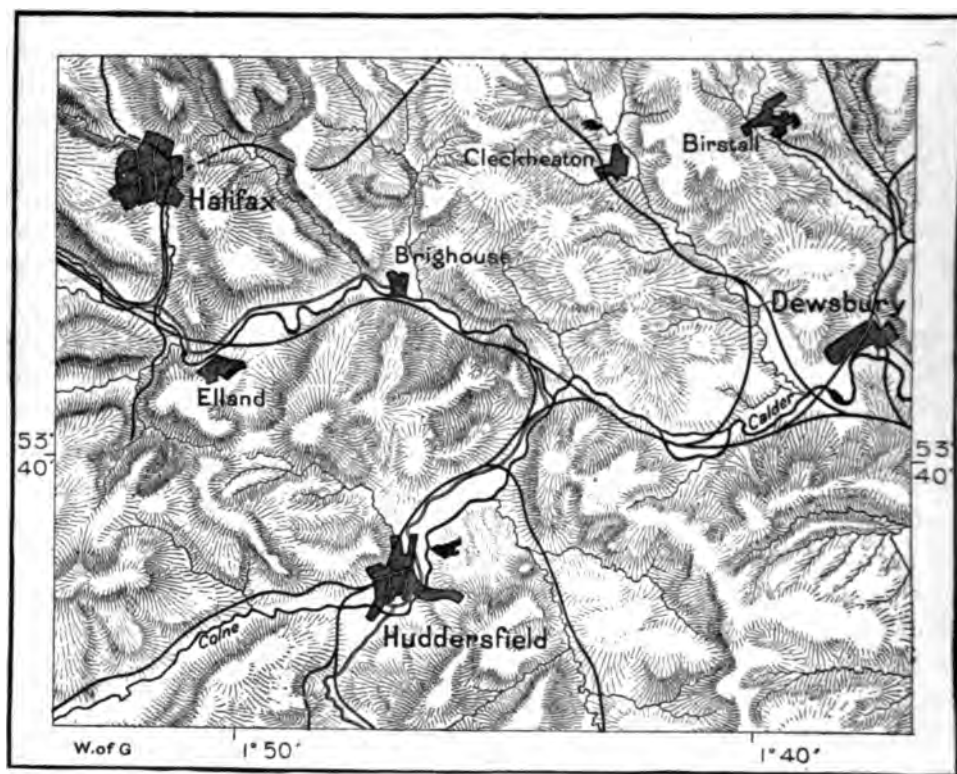 Cleckheaton
Birstall
Halifax
Brighouse
Dewsbury
Elland
Calder
53°
40'
53°
40'
Colne
Huddersfield
W. of G
1° 50'
1° 40'